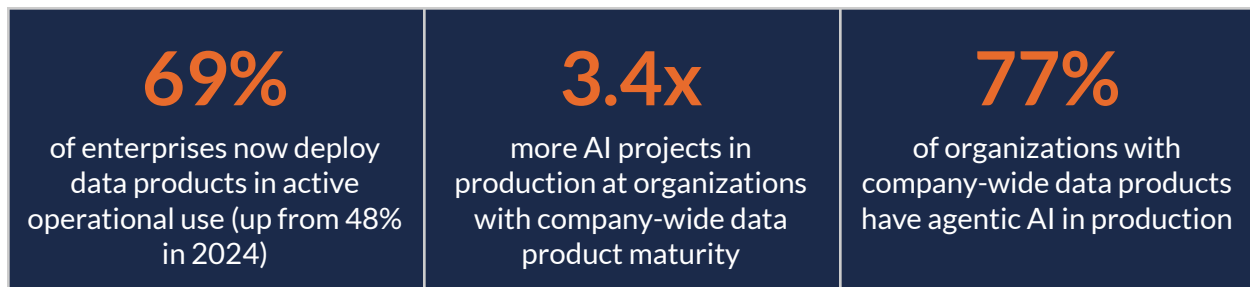 69%
of enterprises now deploy
data products in active
operational use (up from 48%
in 2024)
3.4x
more AI projects in
production at organizations
with company-wide data
product maturity
77%
of organizations with
company-wide data products
have agentic AI in production